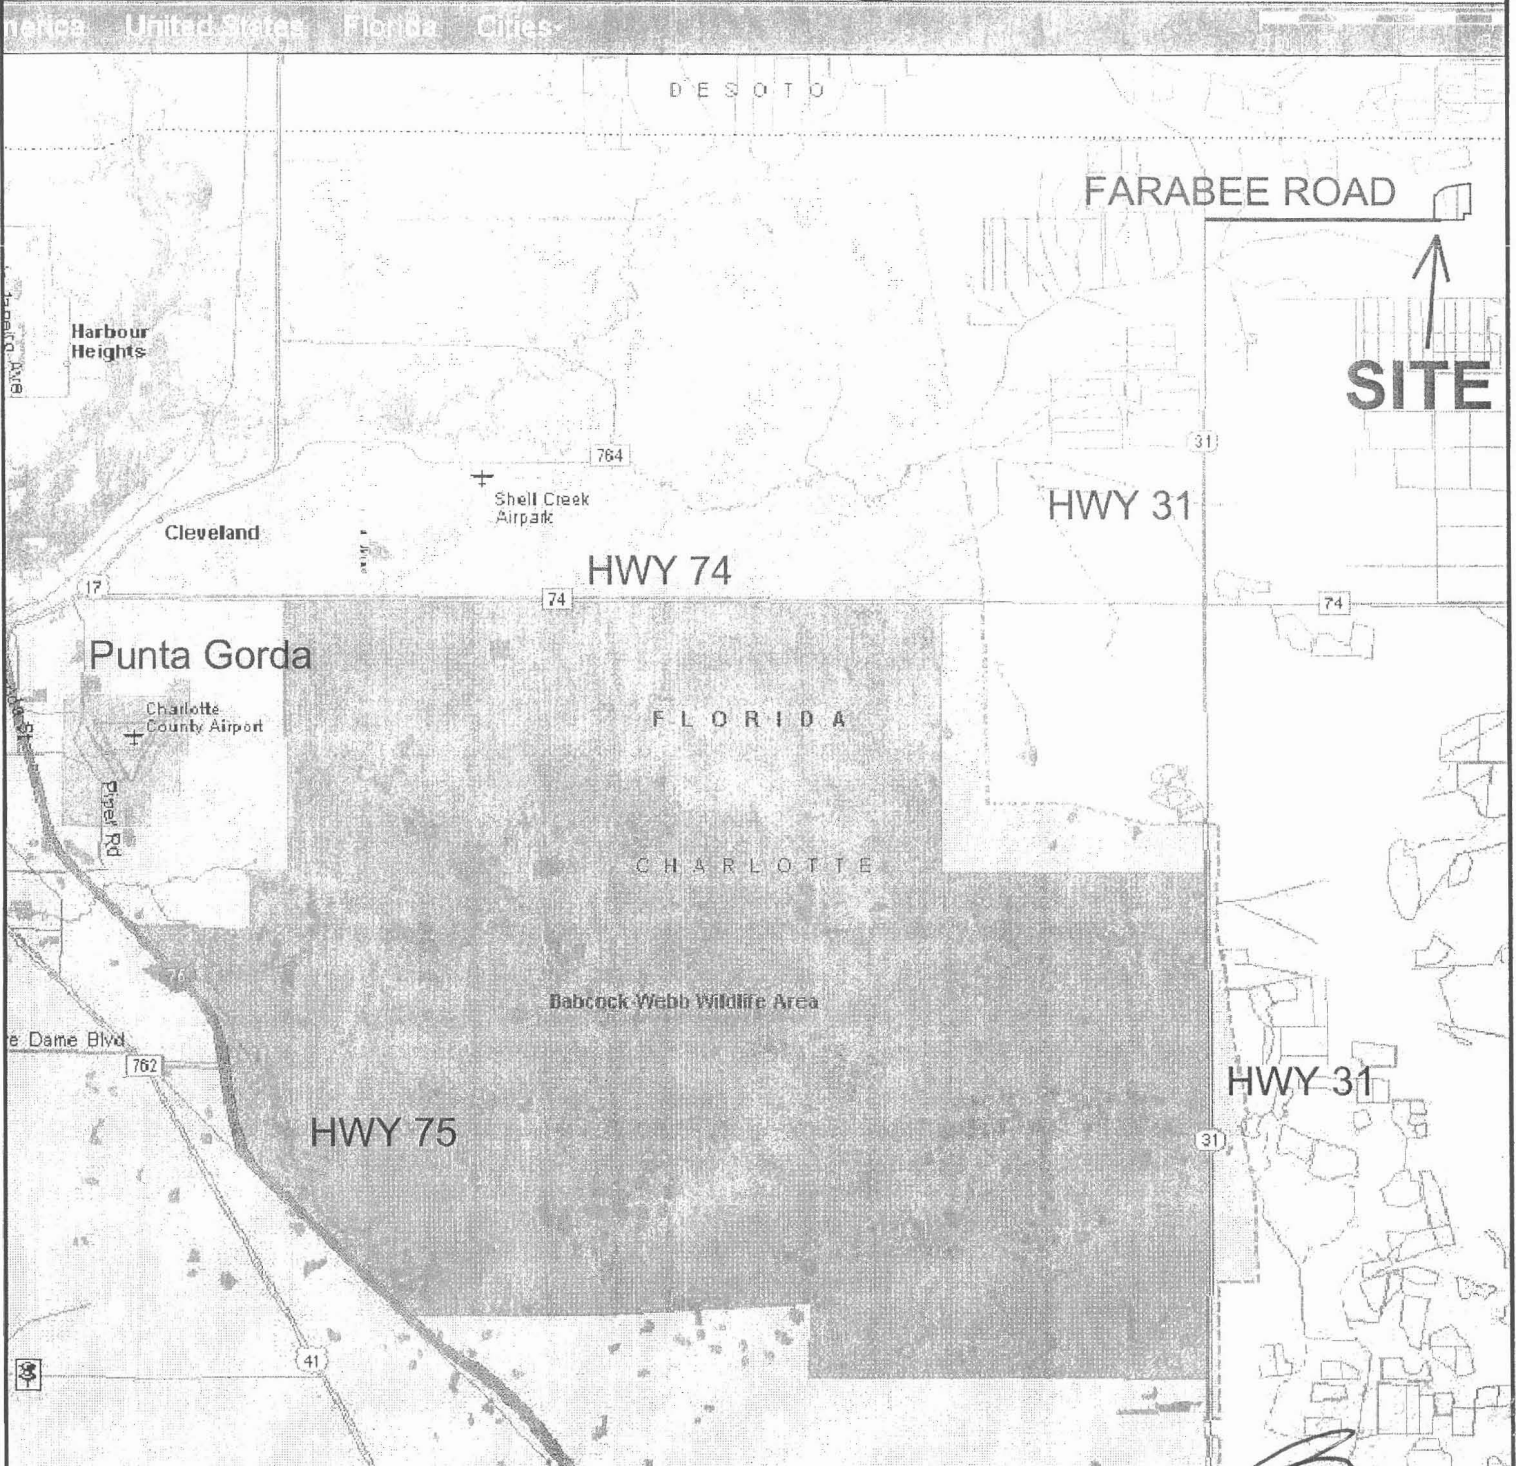 United States Florida Cities
DESOTO
FARABEE ROAD
Harbour
Heights
SITE
31
764
Shell Creek
Airpark
HWY 31
Cleveland
HWY 74
17
74
74
Punta Gorda
Charlotte
County Airport
FLORIDA
Piper Rd
CHARLOTTE
Babcock-Webb Wildlife Area
e Dame Blvd
762
HWY 31
HWY 75
31
41